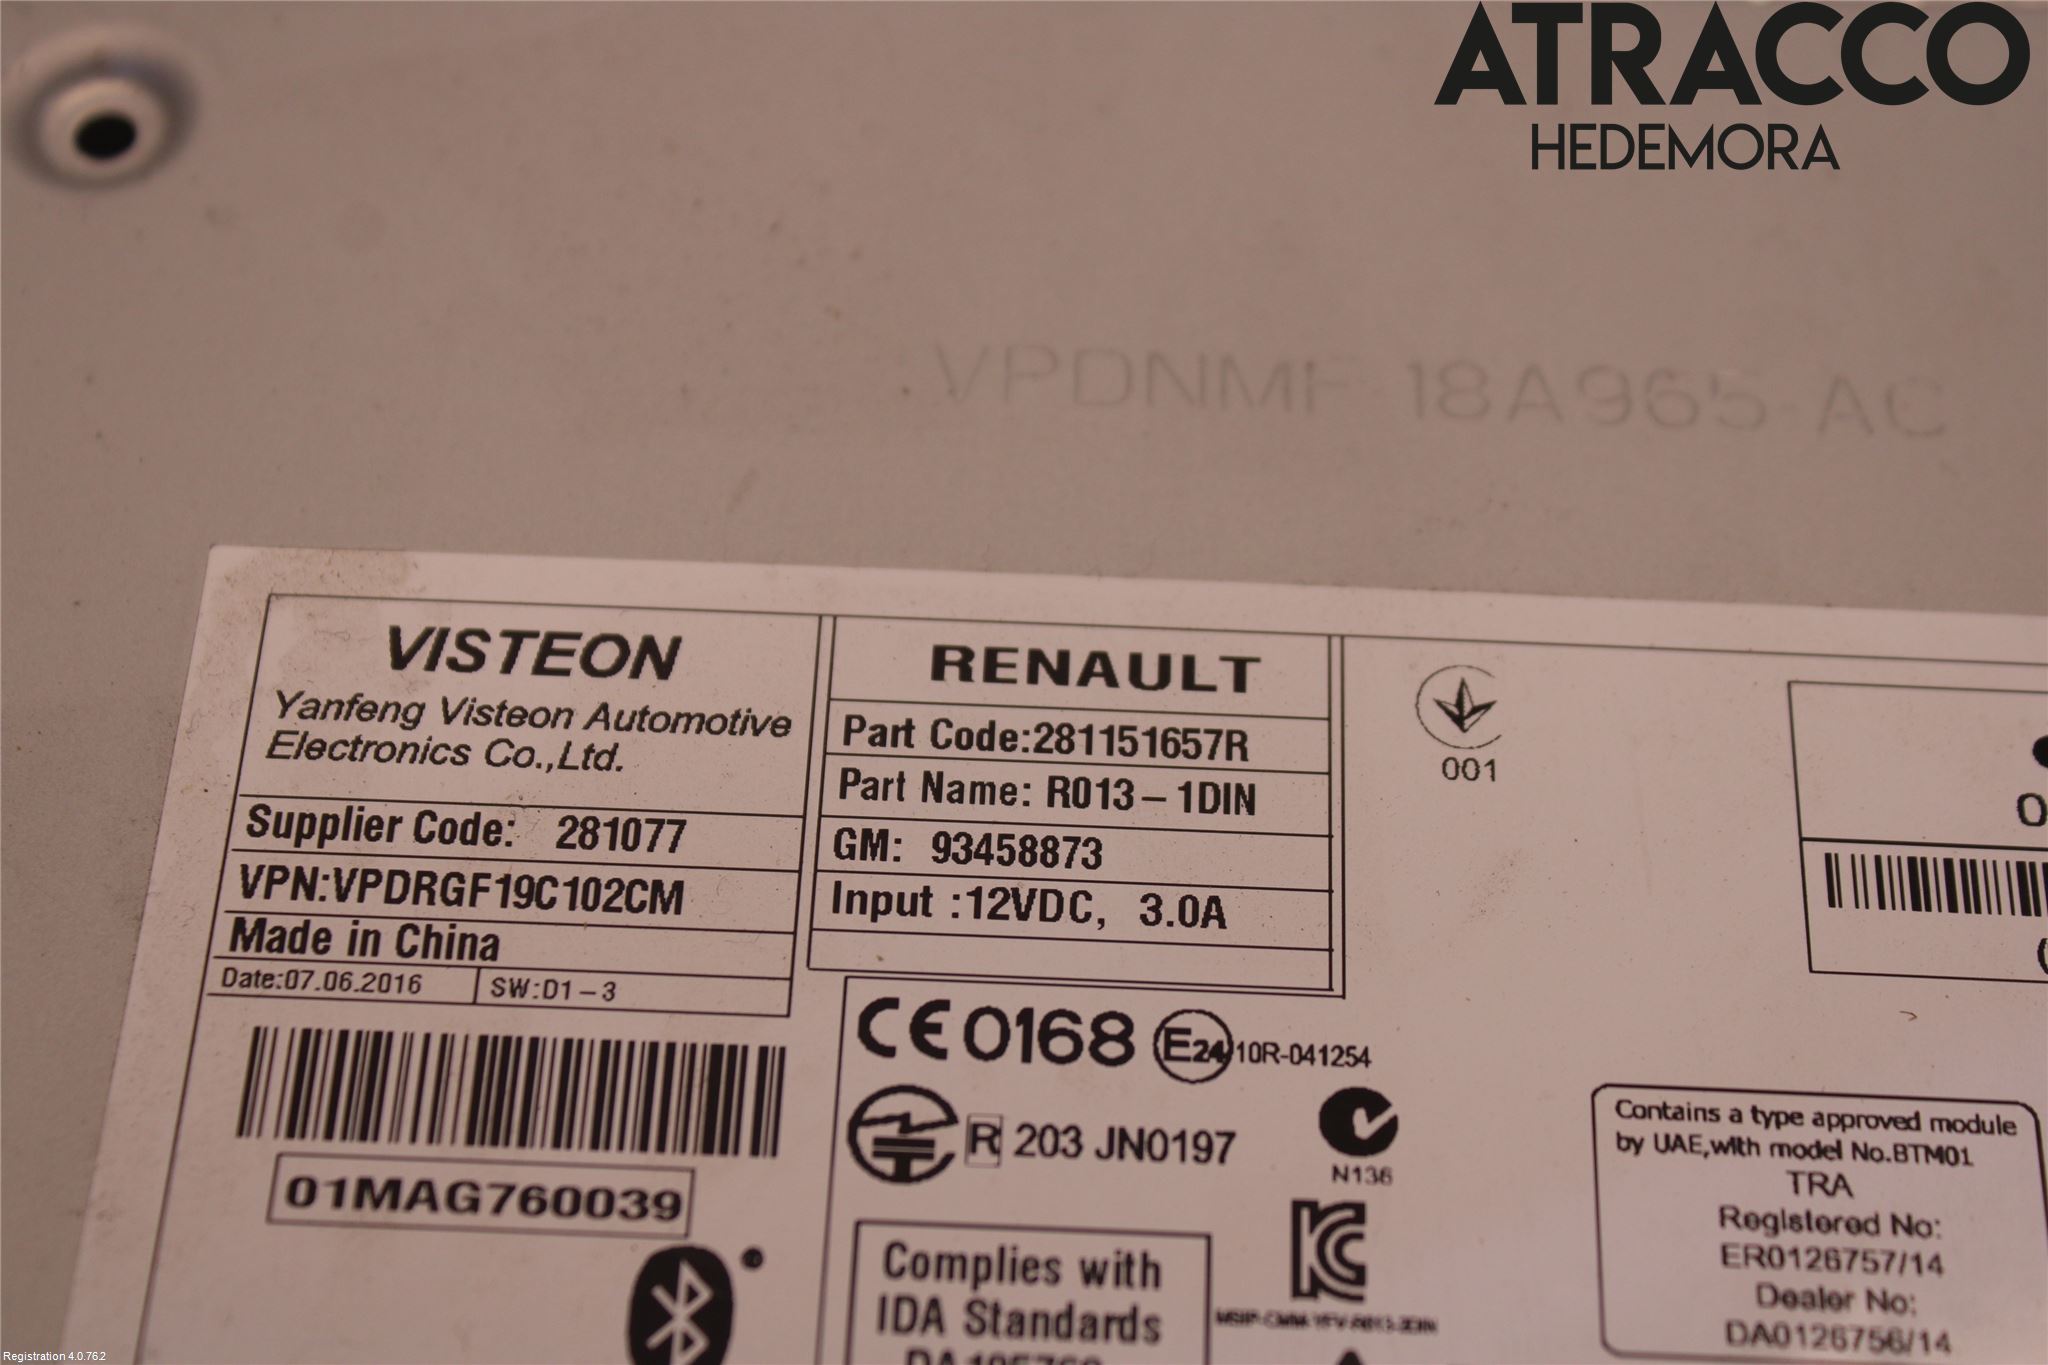 ATRACCO
HEDEMORA
VPDNMF-18A965-AC
VISTEON
Yanfeng Visteon Automotive
Electronics Co.,Ltd.
Supplier Code: 281077
VPN:VPDRGF19C102CM
Made in China
Date:07.06.2016 SW:D1-3
01MAG760039
RENAULT
Part Code:281151657R
Part Name: R013-1DIN
GM: 93458873
Input :12VDC, 3.0A
001
CE 0168 E24 10R-041254
R 203 JN0197
N136
Complies with
IDA Standards
Contains a type approved module
by UAE,with model No.BTM01
TRA
Registered No:
ER0126757/14
Dealer No:
DA0126756/14
Registration 4.0.762